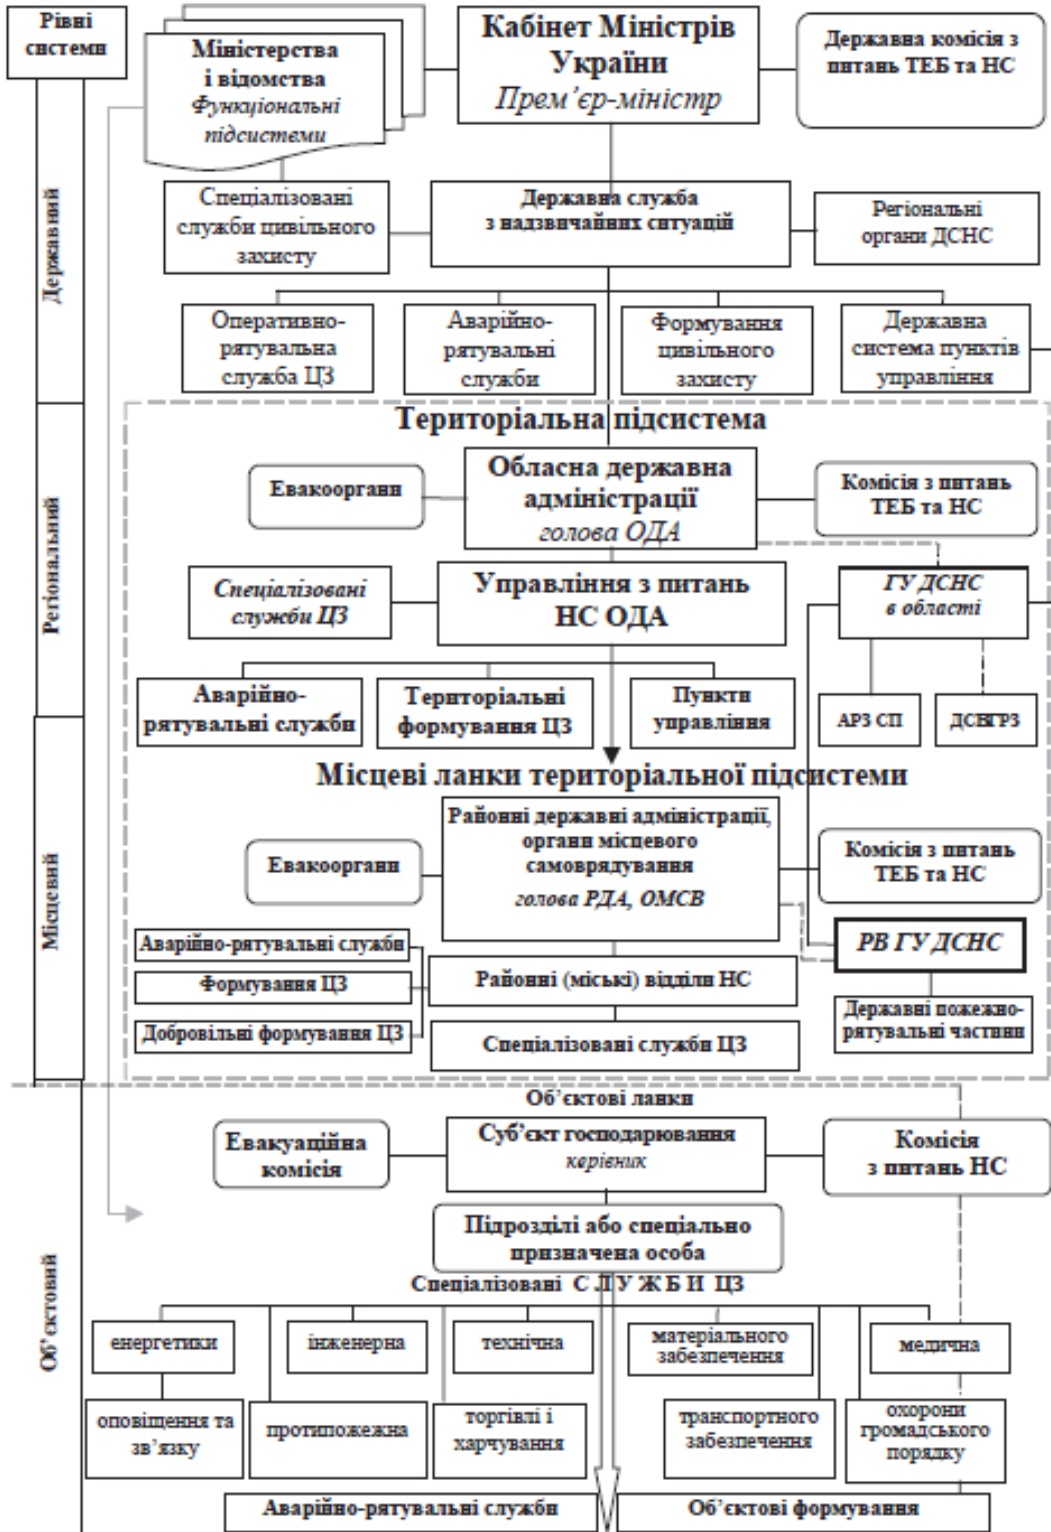 Рівні
системи
Міністерства
і відомства
Функціональні
підсистеми
Кабінет Міністрів
України
Прем’єр-міністр
Державна комісія з
питань ТЕБ та НС
Державний
Спеціалізовані
служби цивільного
захисту
Державна служба
з надзвичайних ситуацій
Регіональні
органи ДСНС
Оперативно-
рятувальна
служба ЦЗ
Аварійно-
рятувальні
служби
Формування
цивільного
захисту
Державна
система пунктів
управління
Територіальна підсистема
Регіональний
Евакооргани
Обласна державна
адміністрації
голова ОДА
Комісія з питань
ТЕБ та НС
Спеціалізовані
служби ЦЗ
Управління з питань
НС ОДА
ГУ ДСНС
в області
Аварійно-
рятувальні служби
Територіальні
формування ЦЗ
Пункти
управління
АРЗ СП
ДСВГРЗ
Місцеві ланки територіальної підсистеми
Місцевий
Евакооргани
Районні державні адміністрації,
органи місцевого
самоврядування
голова РДА, ОМСВ
Комісія з питань
ТЕБ та НС
Аварійно-рятувальні служби
Формування ЦЗ
Добровільні формування ЦЗ
Районні (міські) відділи НС
Спеціалізовані служби ЦЗ
РВ ГУ ДСНС
Державні пожежно-
рятувальні частини
Об’єктові ланки
Об’єктовий
Евакуаційна
комісія
Суб’єкт господарювання
керівник
Комісія
з питань НС
Підрозділі або спеціально
призначена особа
Спеціалізовані С Л У Ж Б И ЦЗ
енергетики
інженерна
технічна
матеріального
забезпечення
медична
оповіщення та
зв’язку
протипожежна
торгівлі і
харчування
транспортного
забезпечення
охорони
громадського
порядку
Аварійно-рятувальні служби
Об’єктові формування